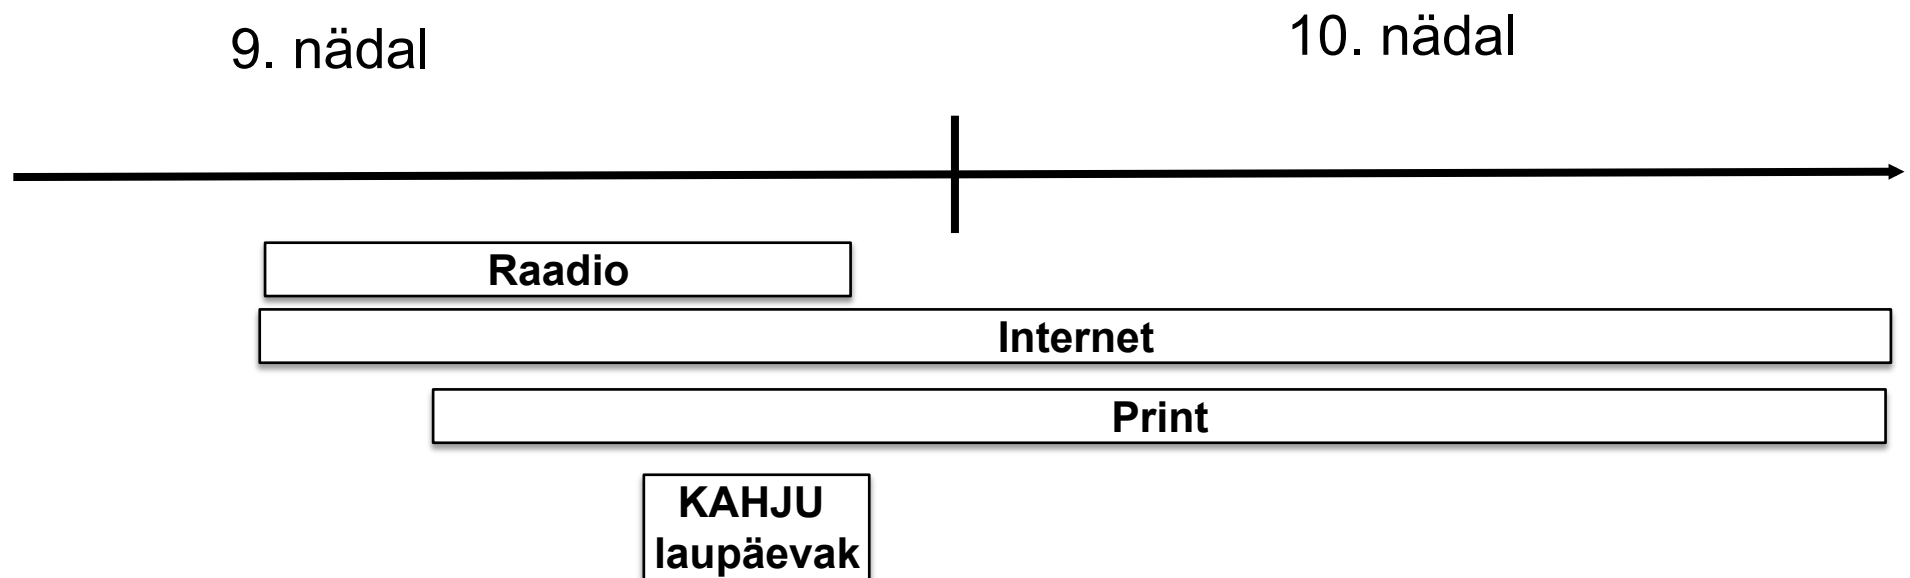 9. nädal
10. nädal
Raadio
Internet
Print
KAHJU
laupäevak